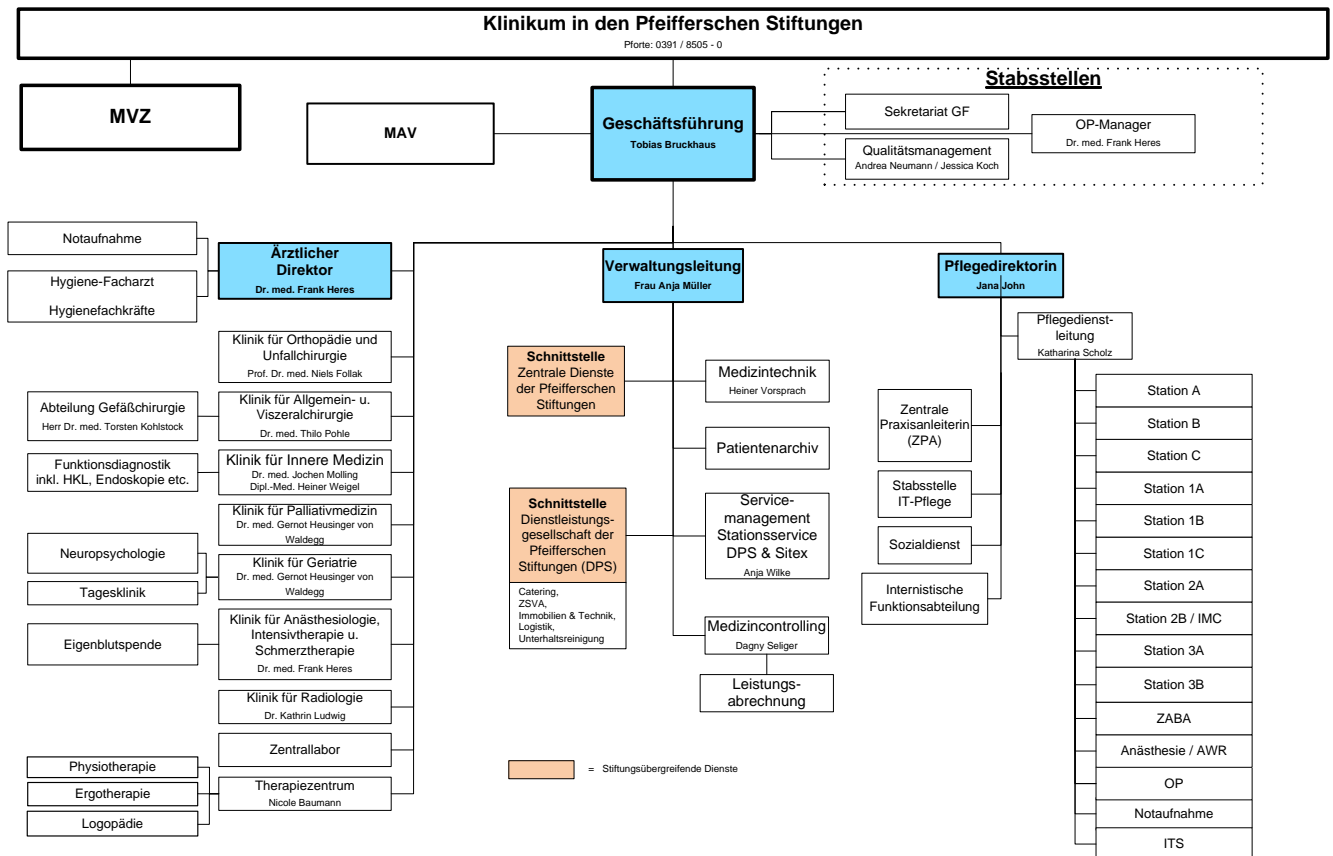 Klinikum in den Pfeifferschen Stiftungen
Pforte: 0391 / 8505 - 0
MVZ
MAV
Geschäftsführung
Tobias Bruckhaus
Stabsstellen
Sekretariat GF
OP-Manager
Dr. med. Frank Heres
Qualitätsmanagement
Andrea Neumann / Jessica Koch
Notaufnahme
Hygiene-Facharzt
Hygienefachkräfte
Ärztlicher
Direktor
Dr. med. Frank Heres
Verwaltungsleitung
Frau Anja Müller
Pflegedirektorin
Jana John
Klinik für Orthopädie und
Unfallchirurgie
Prof. Dr. med. Niels Follak
Abteilung Gefäßchirurgie
Herr Dr. med. Torsten Kohlstock
Klinik für Allgemein- u.
Viszeralchirurgie
Dr. med. Thilo Pohle
Funktionsdiagnostik
inkl. HKL, Endoskopie etc.
Klinik für Innere Medizin
Dr. med. Jochen Molling
Dipl.-Med. Heiner Weigel
Klinik für Palliativmedizin
Dr. med. Gernot Heusinger von
Waldegg
Neuropsychologie
Tagesklinik
Klinik für Geriatrie
Dr. med. Gernot Heusinger von
Waldegg
Eigenblutspende
Klinik für Anästhesiologie,
Intensivtherapie u.
Schmerztherapie
Dr. med. Frank Heres
Klinik für Radiologie
Dr. Kathrin Ludwig
Zentrallabor
Physiotherapie
Ergotherapie
Logopädie
Therapiezentrum
Nicole Baumann
Schnittstelle
Zentrale Dienste
der Pfeifferschen
Stiftungen
Schnittstelle
Dienstleistungs-
gesellschaft der
Pfeifferschen
Stiftungen (DPS)
Catering,
ZSVA,
Immobilien & Technik,
Logistik,
Unterhaltsreinigung
Medizintechnik
Heiner Vorsprach
Patientenarchiv
Service-
management
Stationsservice
DPS & Sitex
Anja Wilke
Medizincontrolling
Dagny Seliger
Leistungs-
abrechnung
= Stiftungsübergreifende Dienste
Pflegedienst-
leitung
Katharina Scholz
Zentrale
Praxisanleiterin
(ZPA)
Stabsstelle
IT-Pflege
Sozialdienst
Internistische
Funktionsabteilung
Station A
Station B
Station C
Station 1A
Station 1B
Station 1C
Station 2A
Station 2B / IMC
Station 3A
Station 3B
ZABA
Anästhesie / AWR
OP
Notaufnahme
ITS